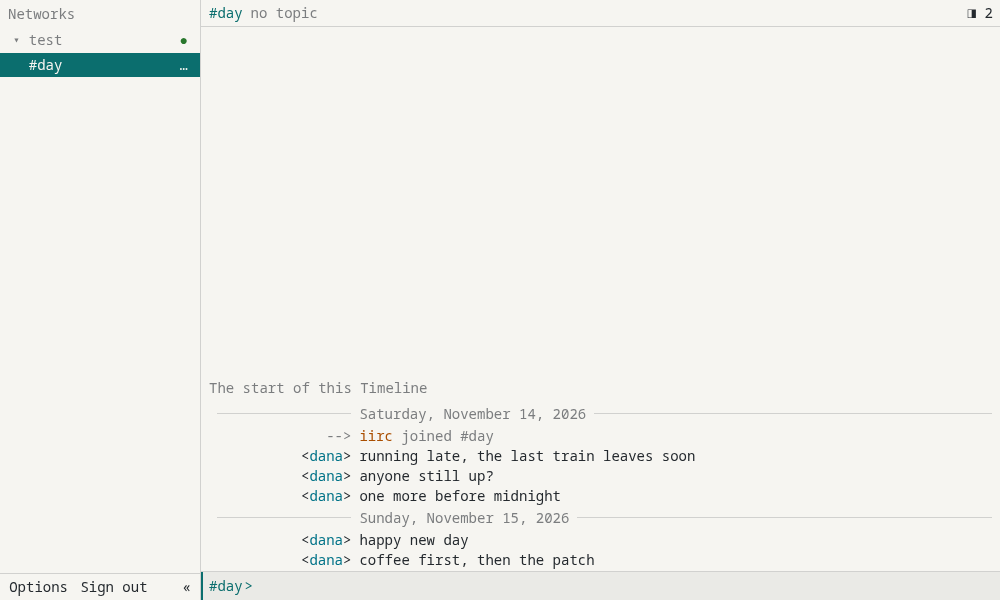 Networks
▾ test ●
#day …
Options Sign out «
#day no topic ◨ 2
The start of this Timeline
Saturday, November 14, 2026
--> iirc joined #day
<dana> running late, the last train leaves soon
<dana> anyone still up?
<dana> one more before midnight
Sunday, November 15, 2026
<dana> happy new day
<dana> coffee first, then the patch
#day>